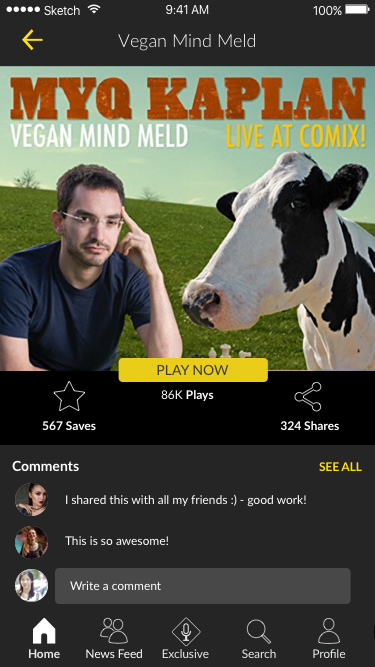 Sketch 9:41 AM 100%
Vegan Mind Meld
MYQ KAPLAN
VEGAN MIND MELD LIVE AT COMIX!
PLAY NOW
86K Plays
567 Saves 324 Shares
Comments SEE ALL
I shared this with all my friends :) - good work!
This is so awesome!
Write a comment
Home News Feed Exclusive Search Profile